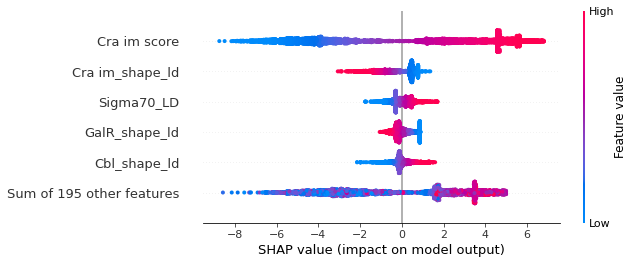 High
Cra im score
Cra im_shape_ld
Sigma70_LD
GalR_shape_ld
Cbl_shape_ld
Sum of 195 other features
Feature value
Low
−8 −6 −4 −2 0 2 4 6
SHAP value (impact on model output)